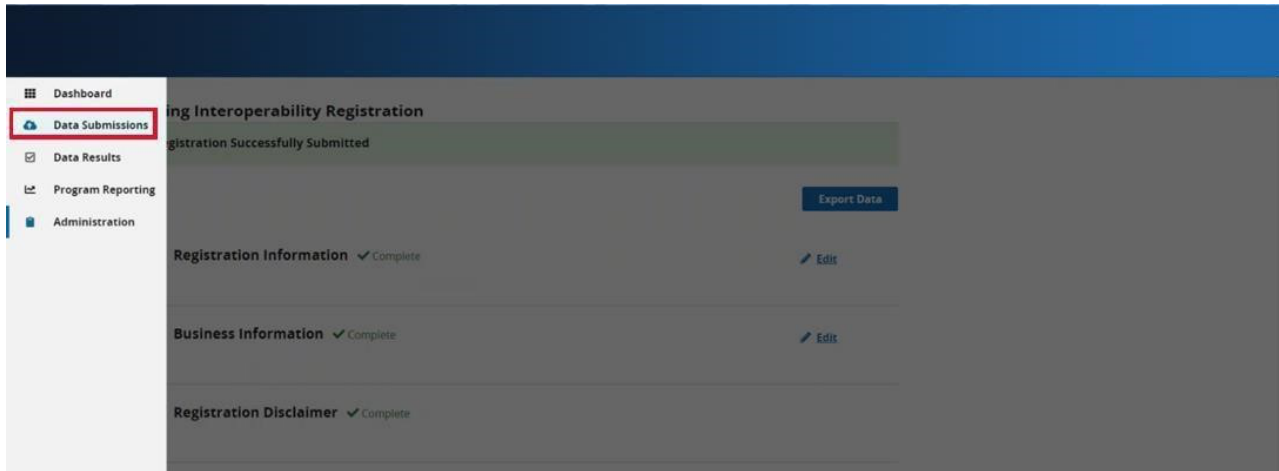 Dashboard
ing Interoperability Registration
Data Submissions
gistration Successfully Submitted
Data Results
Program Reporting
Export Data
Administration
Registration Information Complete
Edit
Business Information Complete
Edit
Registration Disclaimer Complete